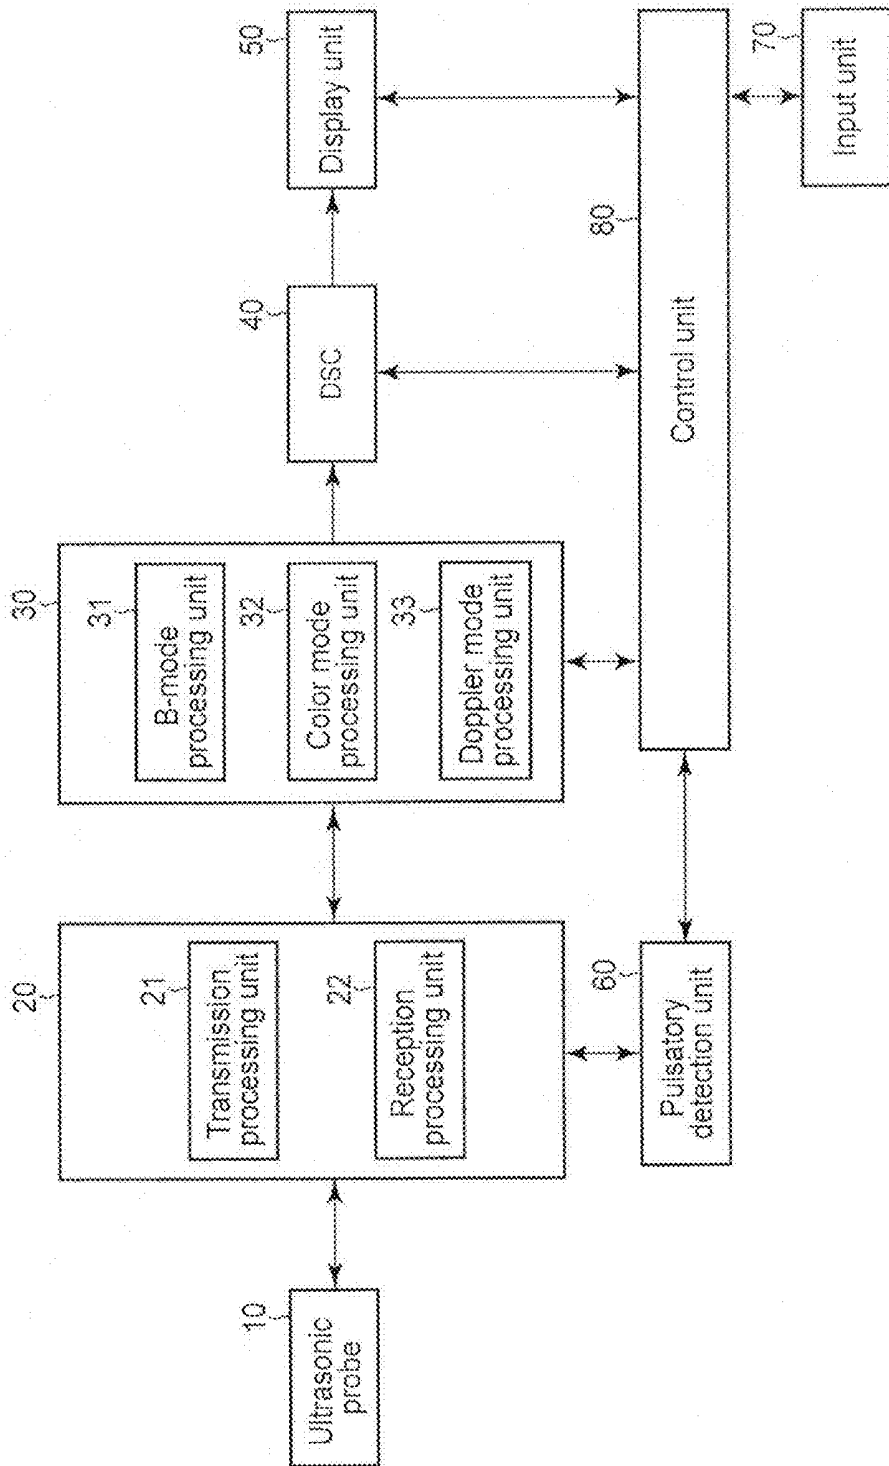 10
Ultrasonic
probe
20
21
Transmission
processing unit
22
Reception
processing unit
30
31
B-mode
processing unit
32
Color mode
processing unit
33
Doppler mode
processing unit
40
DSC
50
Display unit
60
Pulsatory
detection unit
80
Control unit
70
Input unit